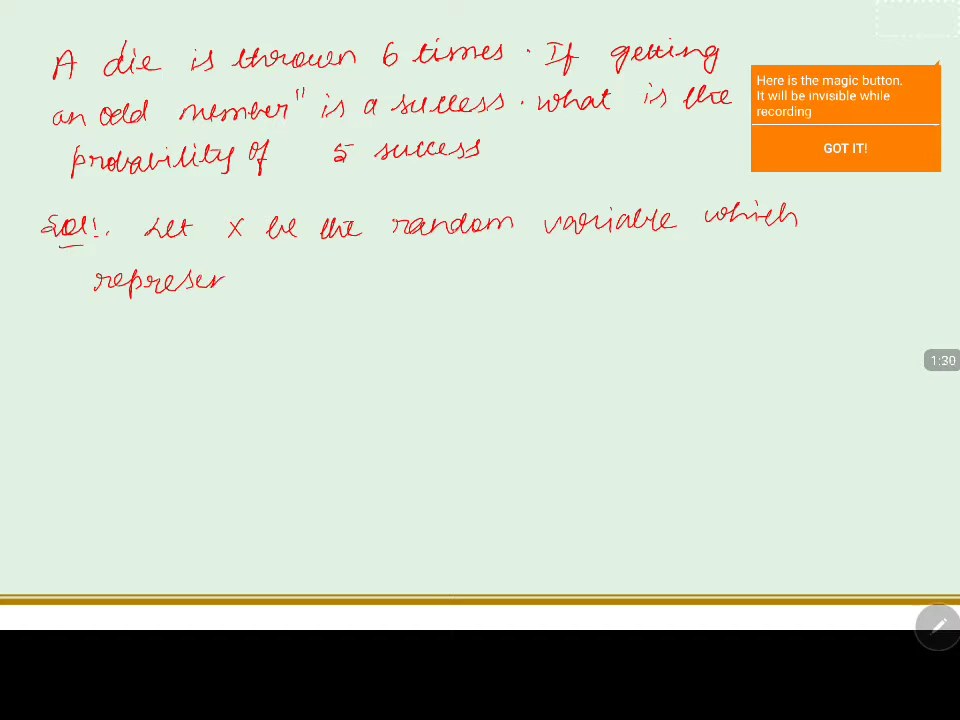 A die is thrown 6 times. If getting
an odd number" is a success. what is the
probability of 5 success
Sol:. Let X be the random variable which
represen
Here is the magic button.
It will be invisible while
recording
GOT IT!
1:30